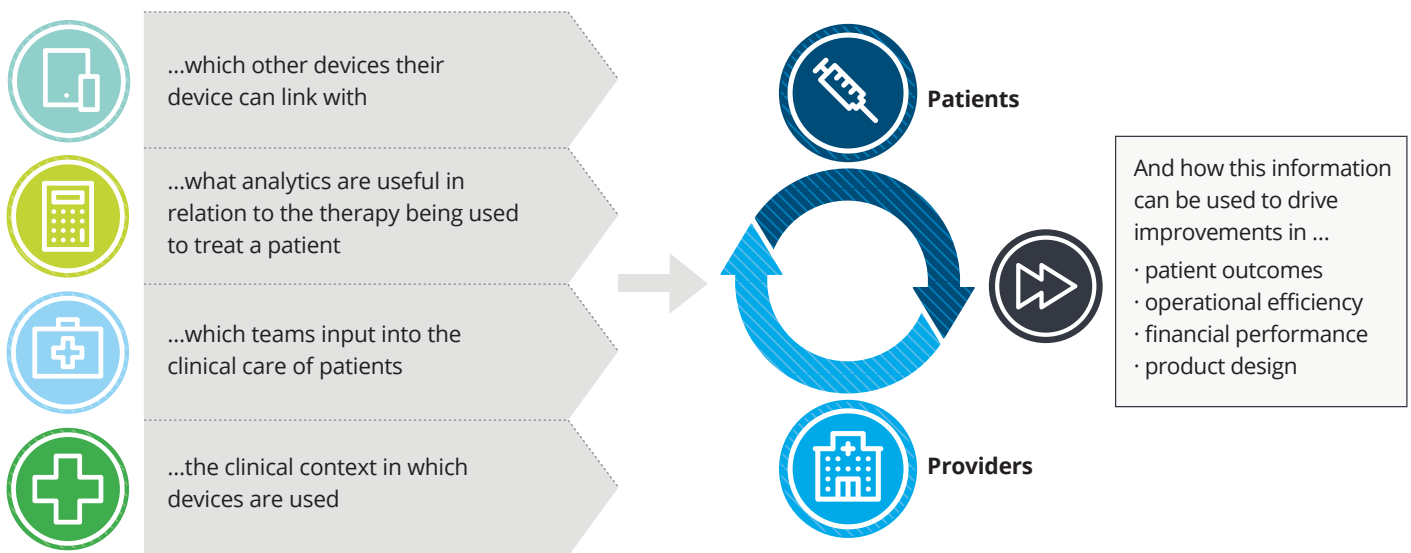 ...which other devices their
device can link with
...what analytics are useful in
relation to the therapy being used
to treat a patient
...which teams input into the
clinical care of patients
...the clinical context in which
devices are used
Patients
Providers
And how this information
can be used to drive
improvements in ...
· patient outcomes
· operational efficiency
· financial performance
· product design